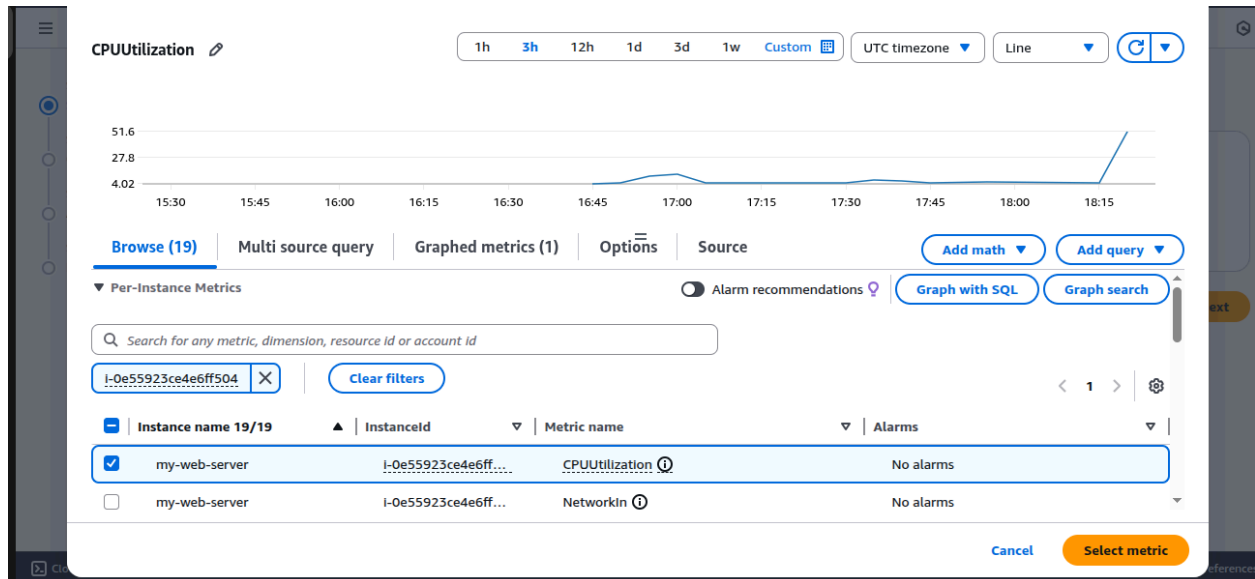 CPUUtilization
1h 3h 12h 1d 3d 1w Custom UTC timezone Line
51.6
27.8
4.02
15:30 15:45 16:00 16:15 16:30 16:45 17:00 17:15 17:30 17:45 18:00 18:15
Browse (19) Multi source query Graphed metrics (1) Options Source Add math Add query
Per-Instance Metrics Alarm recommendations Graph with SQL Graph search
ext
Search for any metric, dimension, resource id or account id
i-0e55923ce4e6ff504 Clear filters 1
Instance name 19/19 InstanceId Metric name Alarms
my-web-server i-0e55923ce4e6ff... CPUUtilization No alarms
my-web-server i-0e55923ce4e6ff... NetworkIn No alarms
Cancel Select metric
Clo eferences